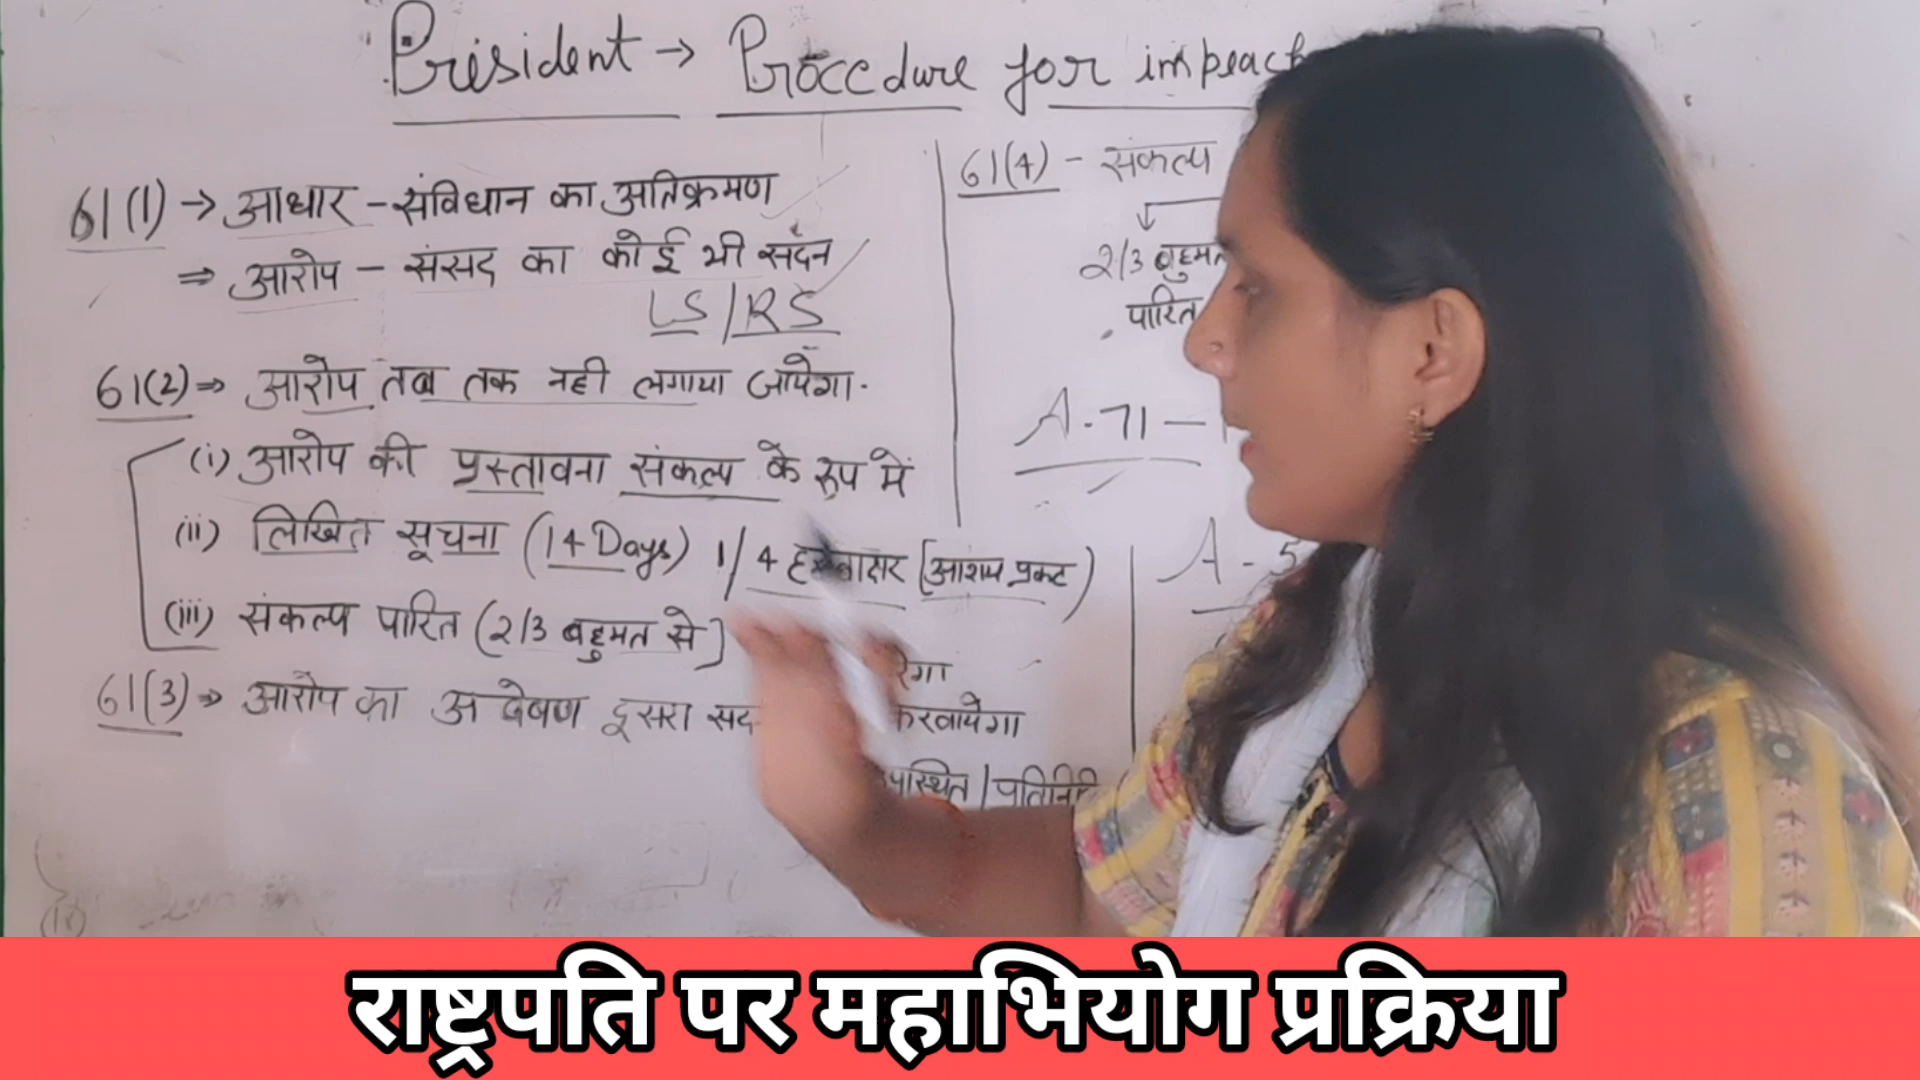 President → Procedure for impeach
61(1) → आधार - संविधान का अतिक्रमण
⇒ आरोप - संसद का कोई भी सदन
LS/RS
61(2) ⇒ आरोप तब तक नही लगाया जायेगा.
(i) आरोप की प्रस्तावना संकल्प के रूप में
(ii) लिखित सूचना (14 Days) 1/4 हस्ताक्षर [आशय प्रकट)
(iii) संकल्प पारित (2/3 बहुमत से]
रेगा
61(3) ⇒ आरोप का अन्वेषण दूसरा सद करवायेगा
पस्थित / प्रतिनिधि
61(4) - संकल्प
2/3 बहुमत
पारित
A-71-
A-5
राष्ट्रपति पर महाभियोग प्रक्रिया